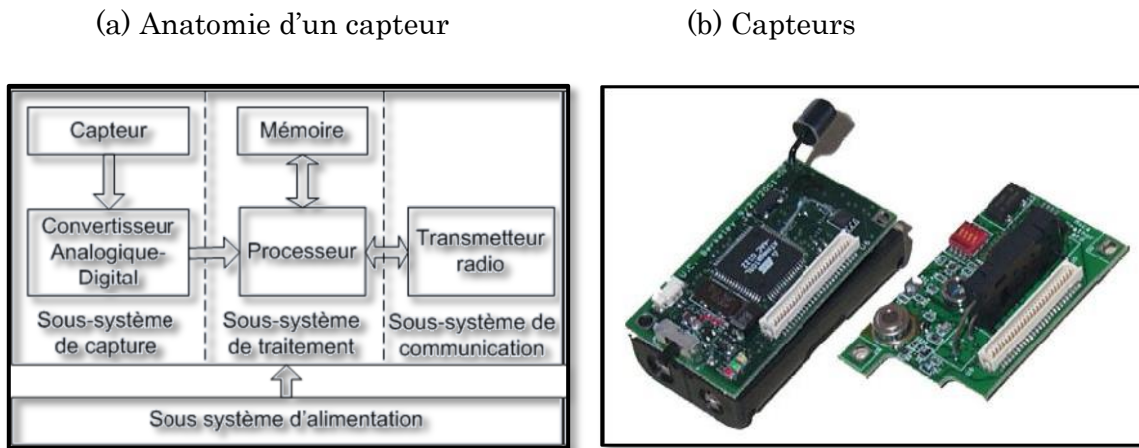 (a) Anatomie d’un capteur
(b) Capteurs
Capteur
Mémoire
Convertisseur
Analogique-
Digital
Processeur
Transmetteur
radio
Sous-système
de capture
Sous-système
de traitement
Sous-système de
communication
Sous système d’alimentation